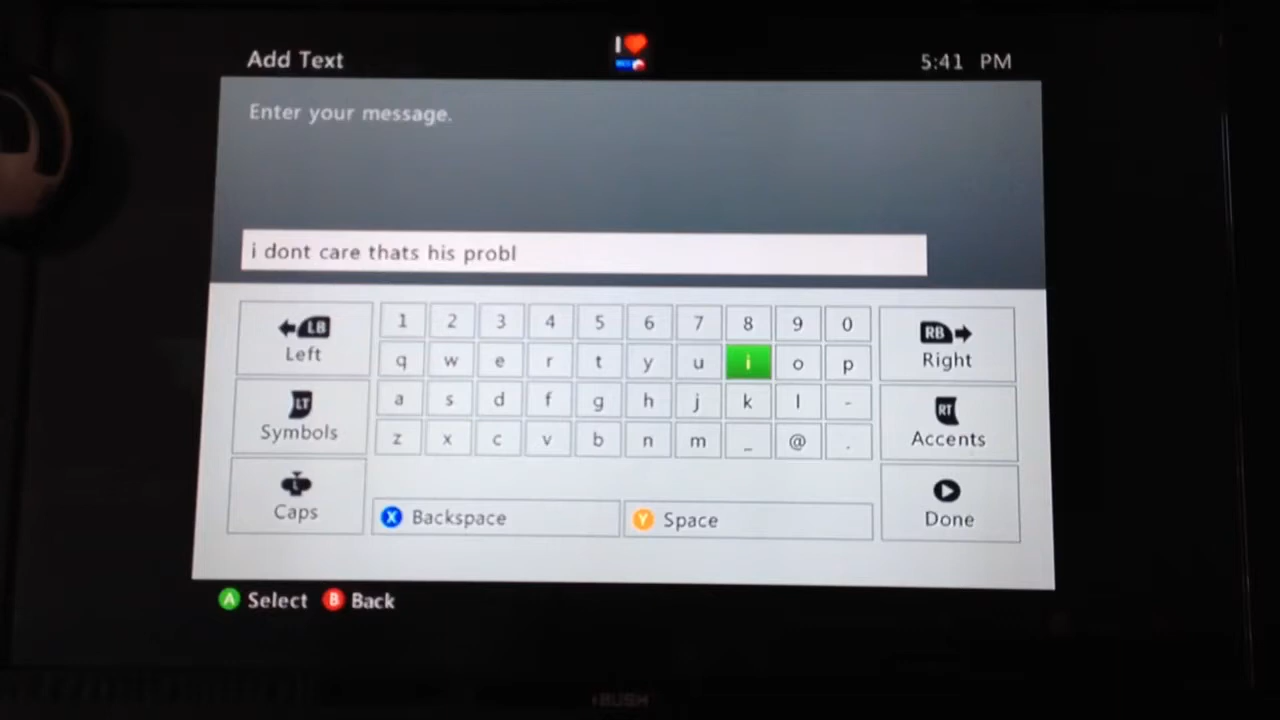 Add Text
I
5:41 PM
Enter your message.
i dont care thats his probl
LB
Left
1 2 3 4 5 6 7 8 9 0
RB
Right
q w e r t y u i o p
LT
Symbols
a s d f g h j k l -
RT
Accents
z x c v b n m _ @ .
L
Caps
X Backspace
Y Space
Done
A Select B Back
BUSH